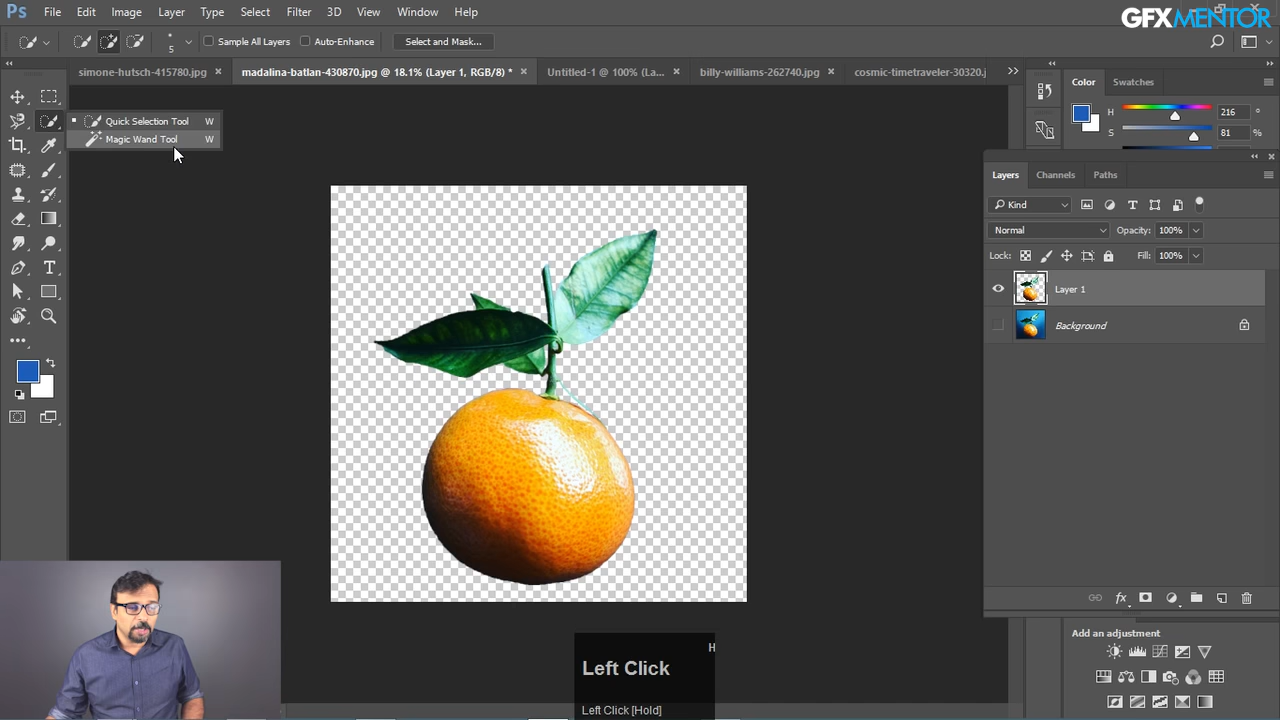 Ps File Edit Image Layer Type Select Filter 3D View Window Help
GFXMENTOR
5 Sample All Layers Auto-Enhance Select and Mask...
simone-hutsch-415780.jpg × madalina-batlan-430870.jpg @ 18.1% (Layer 1, RGB/8) * × Untitled-1 @ 100% (La... × billy-williams-262740.jpg × cosmic-timetraveler-30320.j
Color Swatches
H 216
S 81 %
Quick Selection Tool W
Magic Wand Tool W
Layers Channels Paths
Kind
Normal Opacity: 100%
Lock: Fill: 100%
Layer 1
Background
fx
Add an adjustment
H
Left Click
Left Click [Hold]